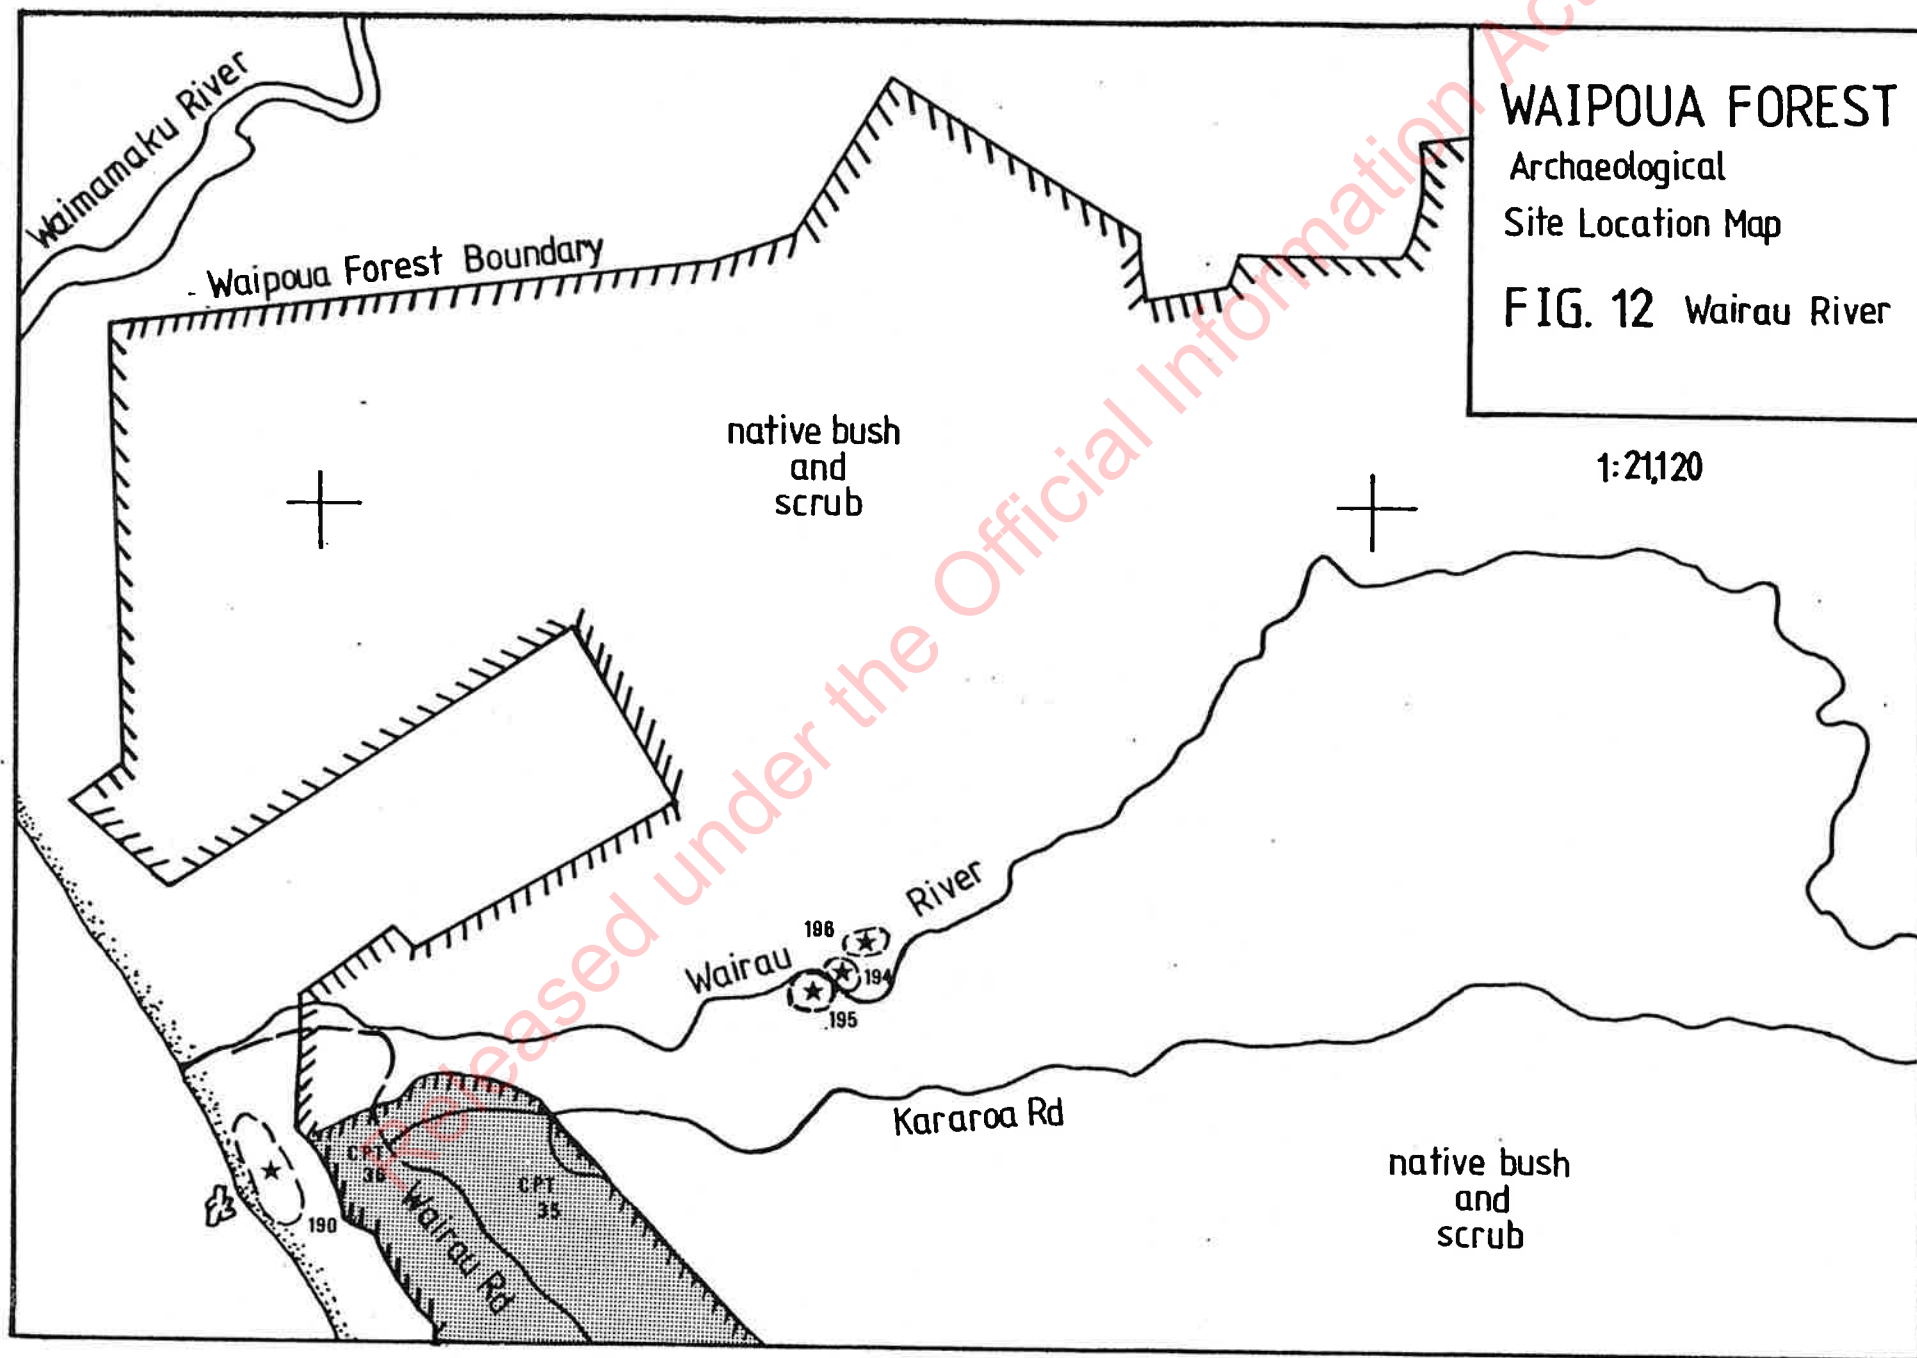 WAIPOUA FOREST
Archaeological
Site Location Map
FIG. 12 Wairau River
1:21,120
Waimamaku River
Waipoua Forest Boundary
native bush
and
scrub
Wairau River
196
194
195
Kararoa Rd
native bush
and
scrub
CPT
36
CPT
35
Wairau Rd
190
Released under the Official Information Act